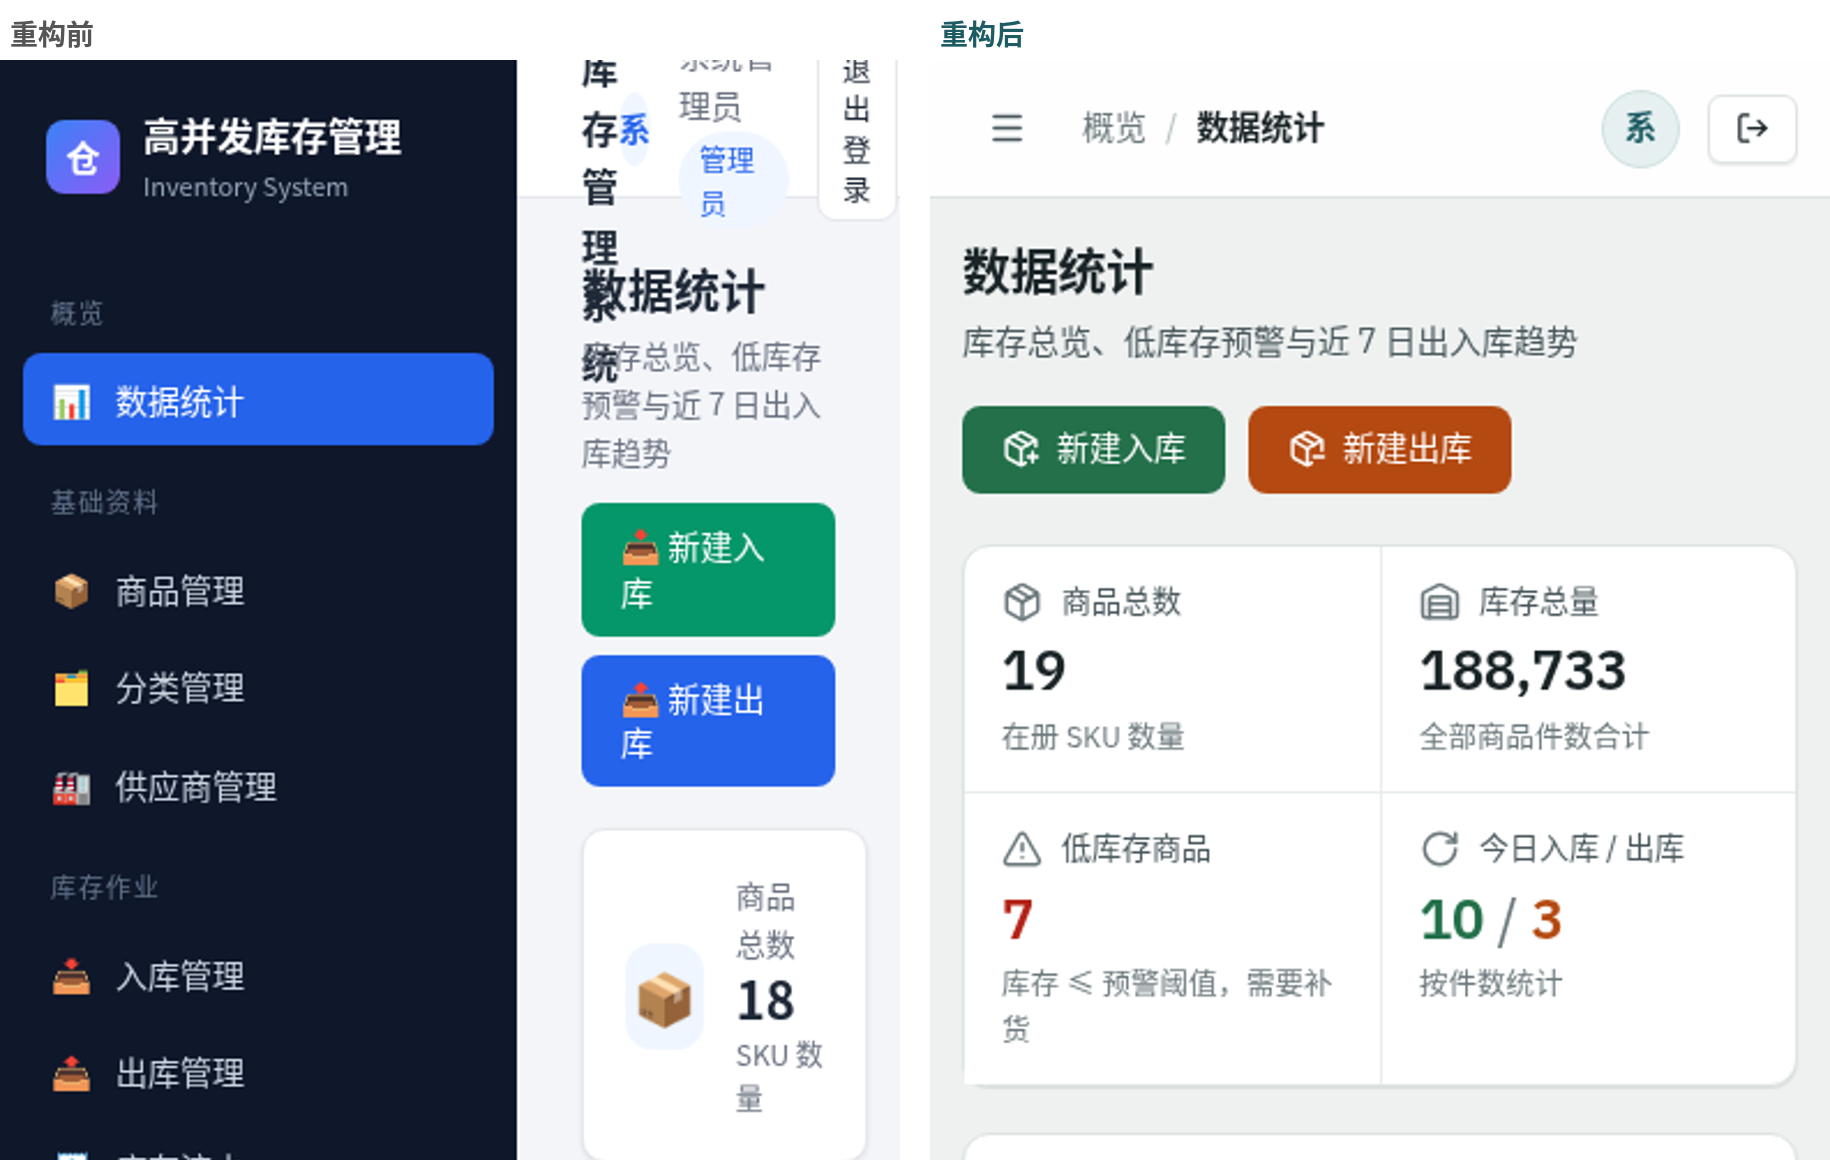 重构前
仓
高并发库存管理
Inventory System
概览
数据统计
基础资料
商品管理
分类管理
供应商管理
库存作业
入库管理
出库管理
库
存
管
理
系
统
系
系统管
理员
管理
员
退
出
登
录
数据统计
库存总览、低库存
预警与近 7 日出入
库趋势
新建入
库
新建出
库
商品
总数
18
SKU 数
量
重构后
概览 / 数据统计
系
数据统计
库存总览、低库存预警与近 7 日出入库趋势
新建入库
新建出库
商品总数
19
在册 SKU 数量
库存总量
188,733
全部商品件数合计
低库存商品
7
库存 ≤ 预警阈值，需要补
货
今日入库 / 出库
10 / 3
按件数统计